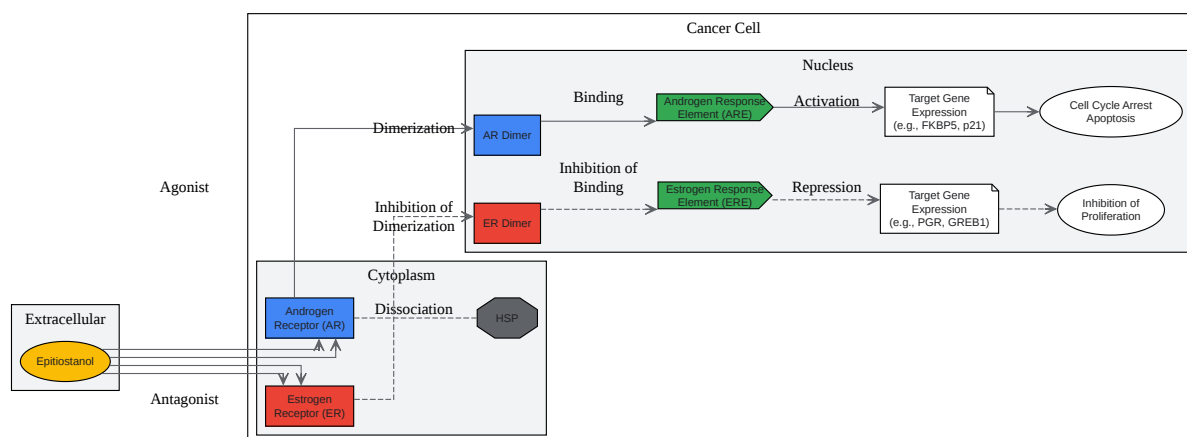 Cancer Cell
Nucleus
Binding
Androgen Response
Element (ARE)
Activation
Target Gene
Expression
(e.g., FKBP5, p21)
Cell Cycle Arrest
Apoptosis
Dimerization
AR Dimer
Agonist
Inhibition of
Binding
Estrogen Response
Element (ERE)
Repression
Target Gene
Expression
(e.g., PGR, GREB1)
Inhibition of
Proliferation
Inhibition of
Dimerization
ER Dimer
Cytoplasm
Extracellular
Androgen
Receptor (AR)
Dissociation
HSP
Epitiostanol
Antagonist
Estrogen
Receptor (ER)